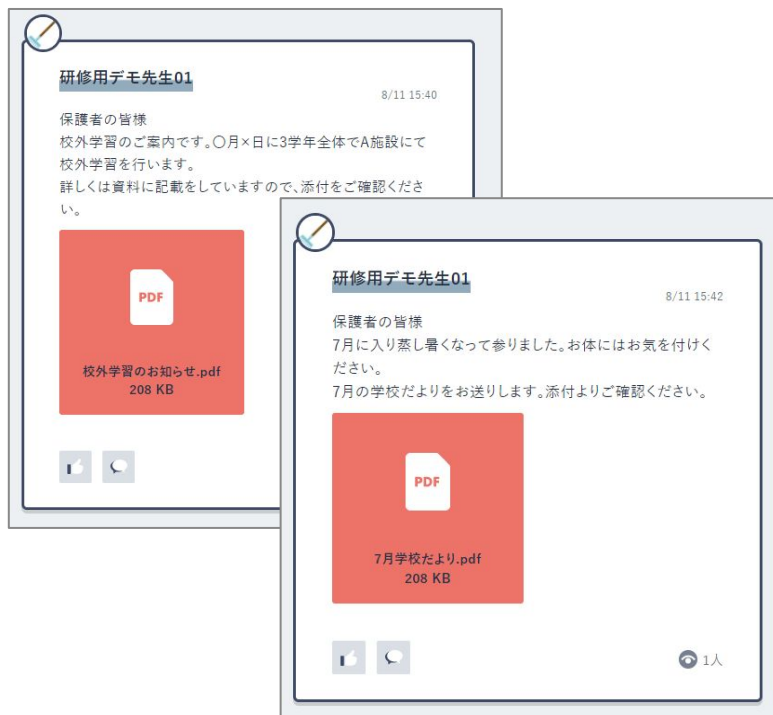 研修用デモ先生01
8/11 15:40
保護者の皆様
校外学習のご案内です。〇月×日に3学年全体でA施設にて
校外学習を行います。
詳しくは資料に記載をしていますので、添付をご確認くださ
い。
PDF
校外学習のお知らせ.pdf
208 KB
研修用デモ先生01
8/11 15:42
保護者の皆様
7月に入り蒸し暑くなって参りました。お体にはお気を付けく
ださい。
7月の学校だよりをお送りします。添付よりご確認ください。
PDF
7月学校だより.pdf
208 KB
1人